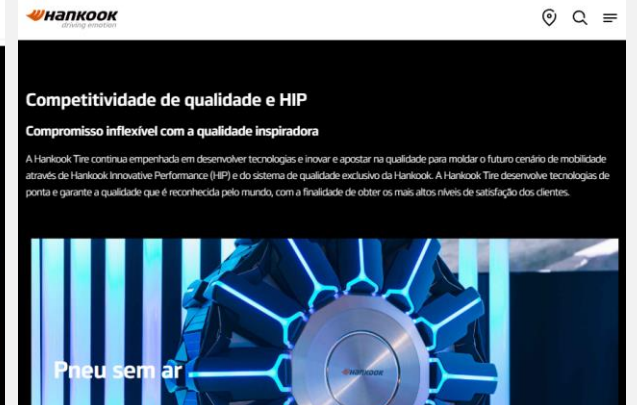 Hankook
driving emotion
Competitividade de qualidade e HIP
Compromisso inflexível com a qualidade inspiradora
A Hankook Tire continua empenhada em desenvolver tecnologias e inovar e apostar na qualidade para moldar o futuro cenário de mobilidade
através de Hankook Innovative Performance (HIP) e do sistema de qualidade exclusivo da Hankook. A Hankook Tire desenvolve tecnologias de
ponta e garante a qualidade que é reconhecida pelo mundo, com a finalidade de obter os mais altos níveis de satisfação dos clientes.
Pneu sem ar
Hankook